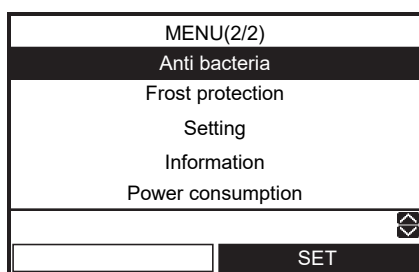 MENU(2/2)
Anti bacteria
Frost protection
Setting
Information
Power consumption
SET